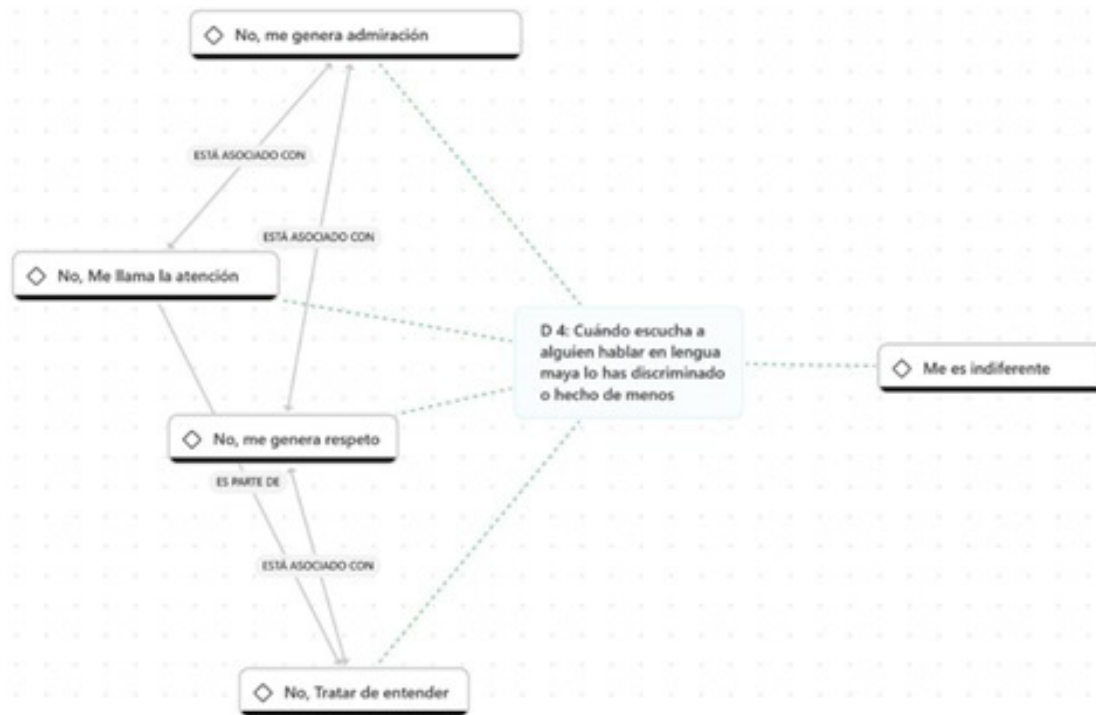 No, me genera admiración
ESTÁ ASOCIADO CON
ESTÁ ASOCIADO CON
No, Me llama la atención
D 4: Cuándo escucha a
alguien hablar en lengua
maya lo has discriminado
o hecho de menos
Me es indiferente
No, me genera respeto
ES PARTE DE
ESTÁ ASOCIADO CON
No, Tratar de entender